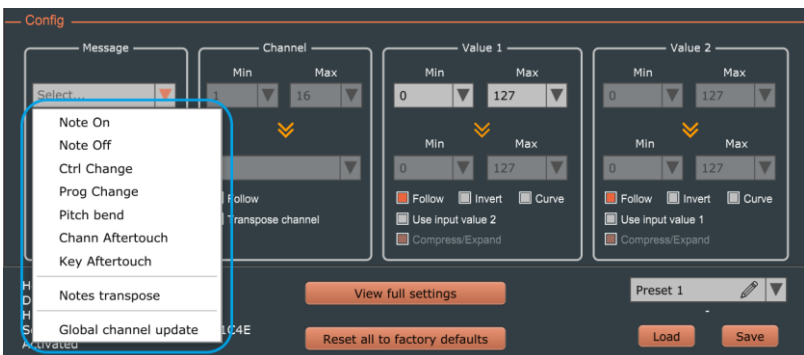 Config
Message
Channel
Value 1
Value 2
Min Max
Min Max
Min Max
Select...
1 16
0 127
0 127
Note On
Note Off
Ctrl Change
Prog Change
Pitch bend
Chann Aftertouch
Key Aftertouch
Notes transpose
Global channel update
Min Max
Min Max
0 127
0 127
Follow
Transpose channel
Follow Invert Curve
Use input value 2
Compress/Expand
Follow Invert Curve
Use input value 1
Compress/Expand
H
D
H
S 1C4E
Activated
View full settings
Reset all to factory defaults
Preset 1
-
Load Save